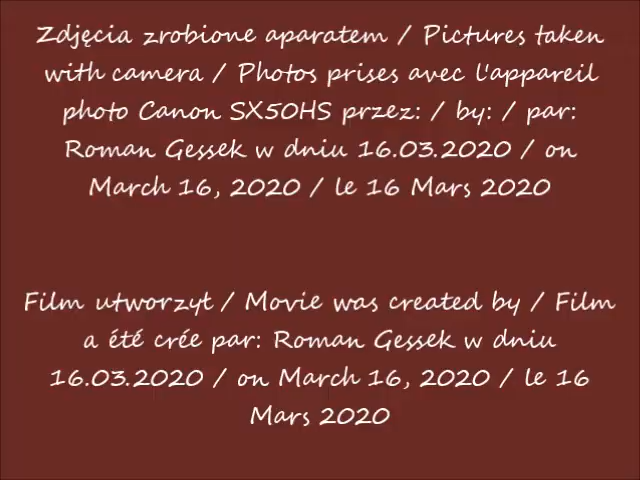 Zdjęcia zrobione aparatem / Pictures taken
with camera / Photos prises avec l'appareil
photo Canon SX50HS przez: / by: / par:
Roman Gessek w dniu 16.03.2020 / on
March 16, 2020 / le 16 Mars 2020
Film utworzył / Movie was created by / Film
a été crée par: Roman Gessek w dniu
16.03.2020 / on March 16, 2020 / le 16
Mars 2020